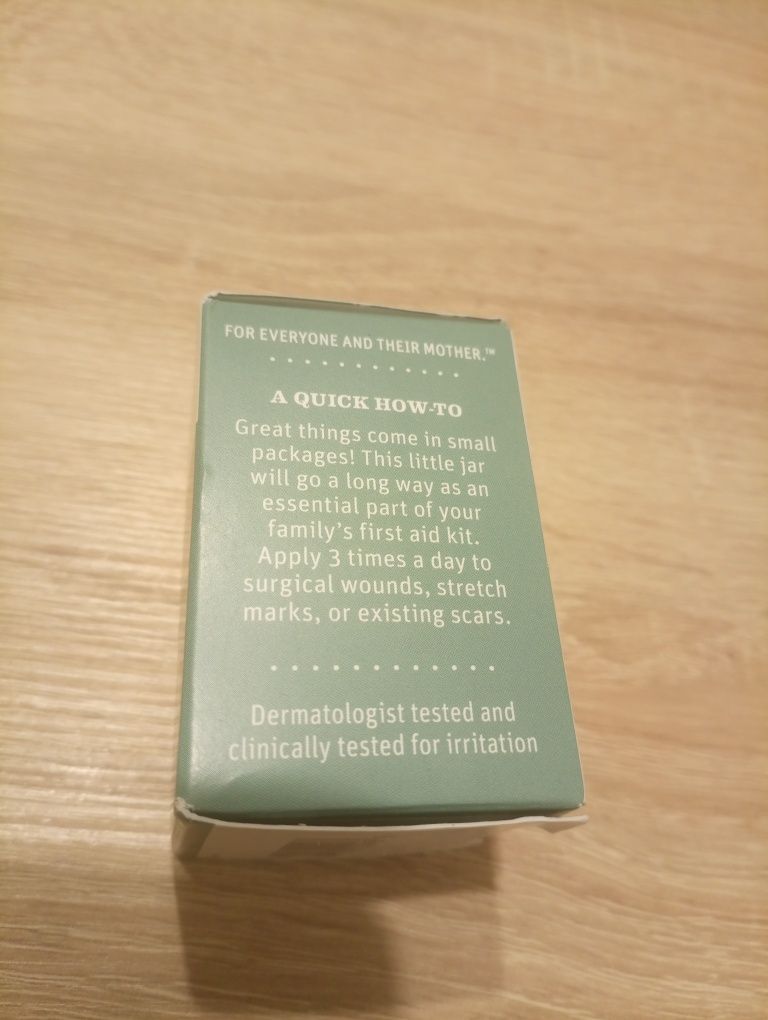 FOR EVERYONE AND THEIR MOTHER.™
A QUICK HOW-TO
Great things come in small
packages! This little jar
will go a long way as an
essential part of your
family's first aid kit.
Apply 3 times a day to
surgical wounds, stretch
marks, or existing scars.
Dermatologist tested and
clinically tested for irritation